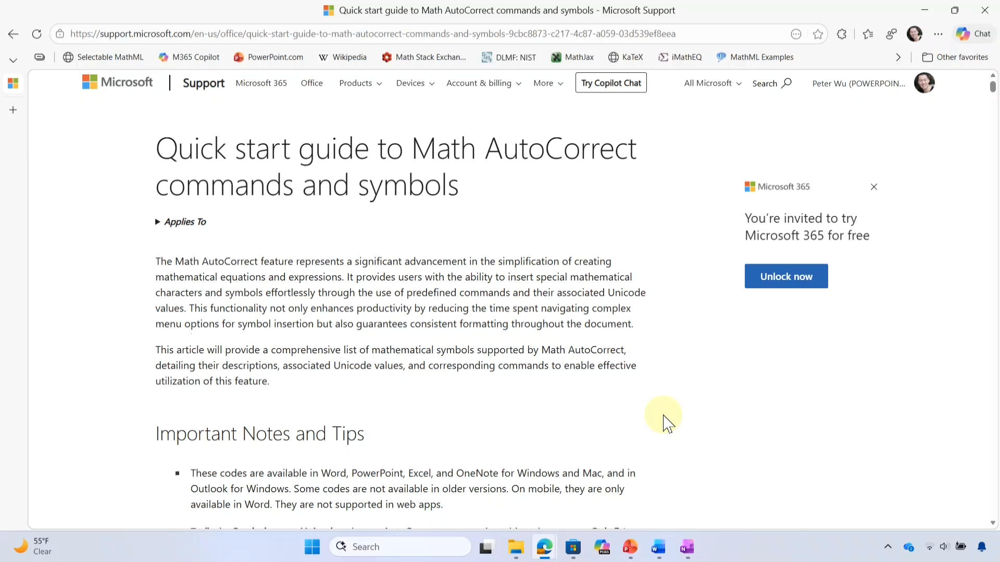 Quick start guide to Math AutoCorrect commands and symbols - Microsoft Support
https://support.microsoft.com/en-us/office/quick-start-guide-to-math-autocorrect-commands-and-symbols-9cbc8873-c217-4c87-a059-03d539ef8eea
Chat
Selectable MathML
M365 Copilot
PowerPoint.com
Wikipedia
Math Stack Exchan...
DLMF: NIST
MathJax
KaTeX
iMathEQ
MathML Examples
Other favorites
Microsoft
Support
Microsoft 365
Office
Products
Devices
Account & billing
More
Try Copilot Chat
All Microsoft
Search
Peter Wu (POWERPOIN...
Quick start guide to Math AutoCorrect
commands and symbols
Applies To
The Math AutoCorrect feature represents a significant advancement in the simplification of creating
mathematical equations and expressions. It provides users with the ability to insert special mathematical
characters and symbols effortlessly through the use of predefined commands and their associated Unicode
values. This functionality not only enhances productivity by reducing the time spent navigating complex
menu options for symbol insertion but also guarantees consistent formatting throughout the document.
This article will provide a comprehensive list of mathematical symbols supported by Math AutoCorrect,
detailing their descriptions, associated Unicode values, and corresponding commands to enable effective
utilization of this feature.
Important Notes and Tips
These codes are available in Word, PowerPoint, Excel, and OneNote for Windows and Mac, and in
Outlook for Windows. Some codes are not available in older versions. On mobile, they are only
available in Word. They are not supported in web apps.
Microsoft 365
You're invited to try
Microsoft 365 for free
Unlock now
55°F
Clear
Search
M365